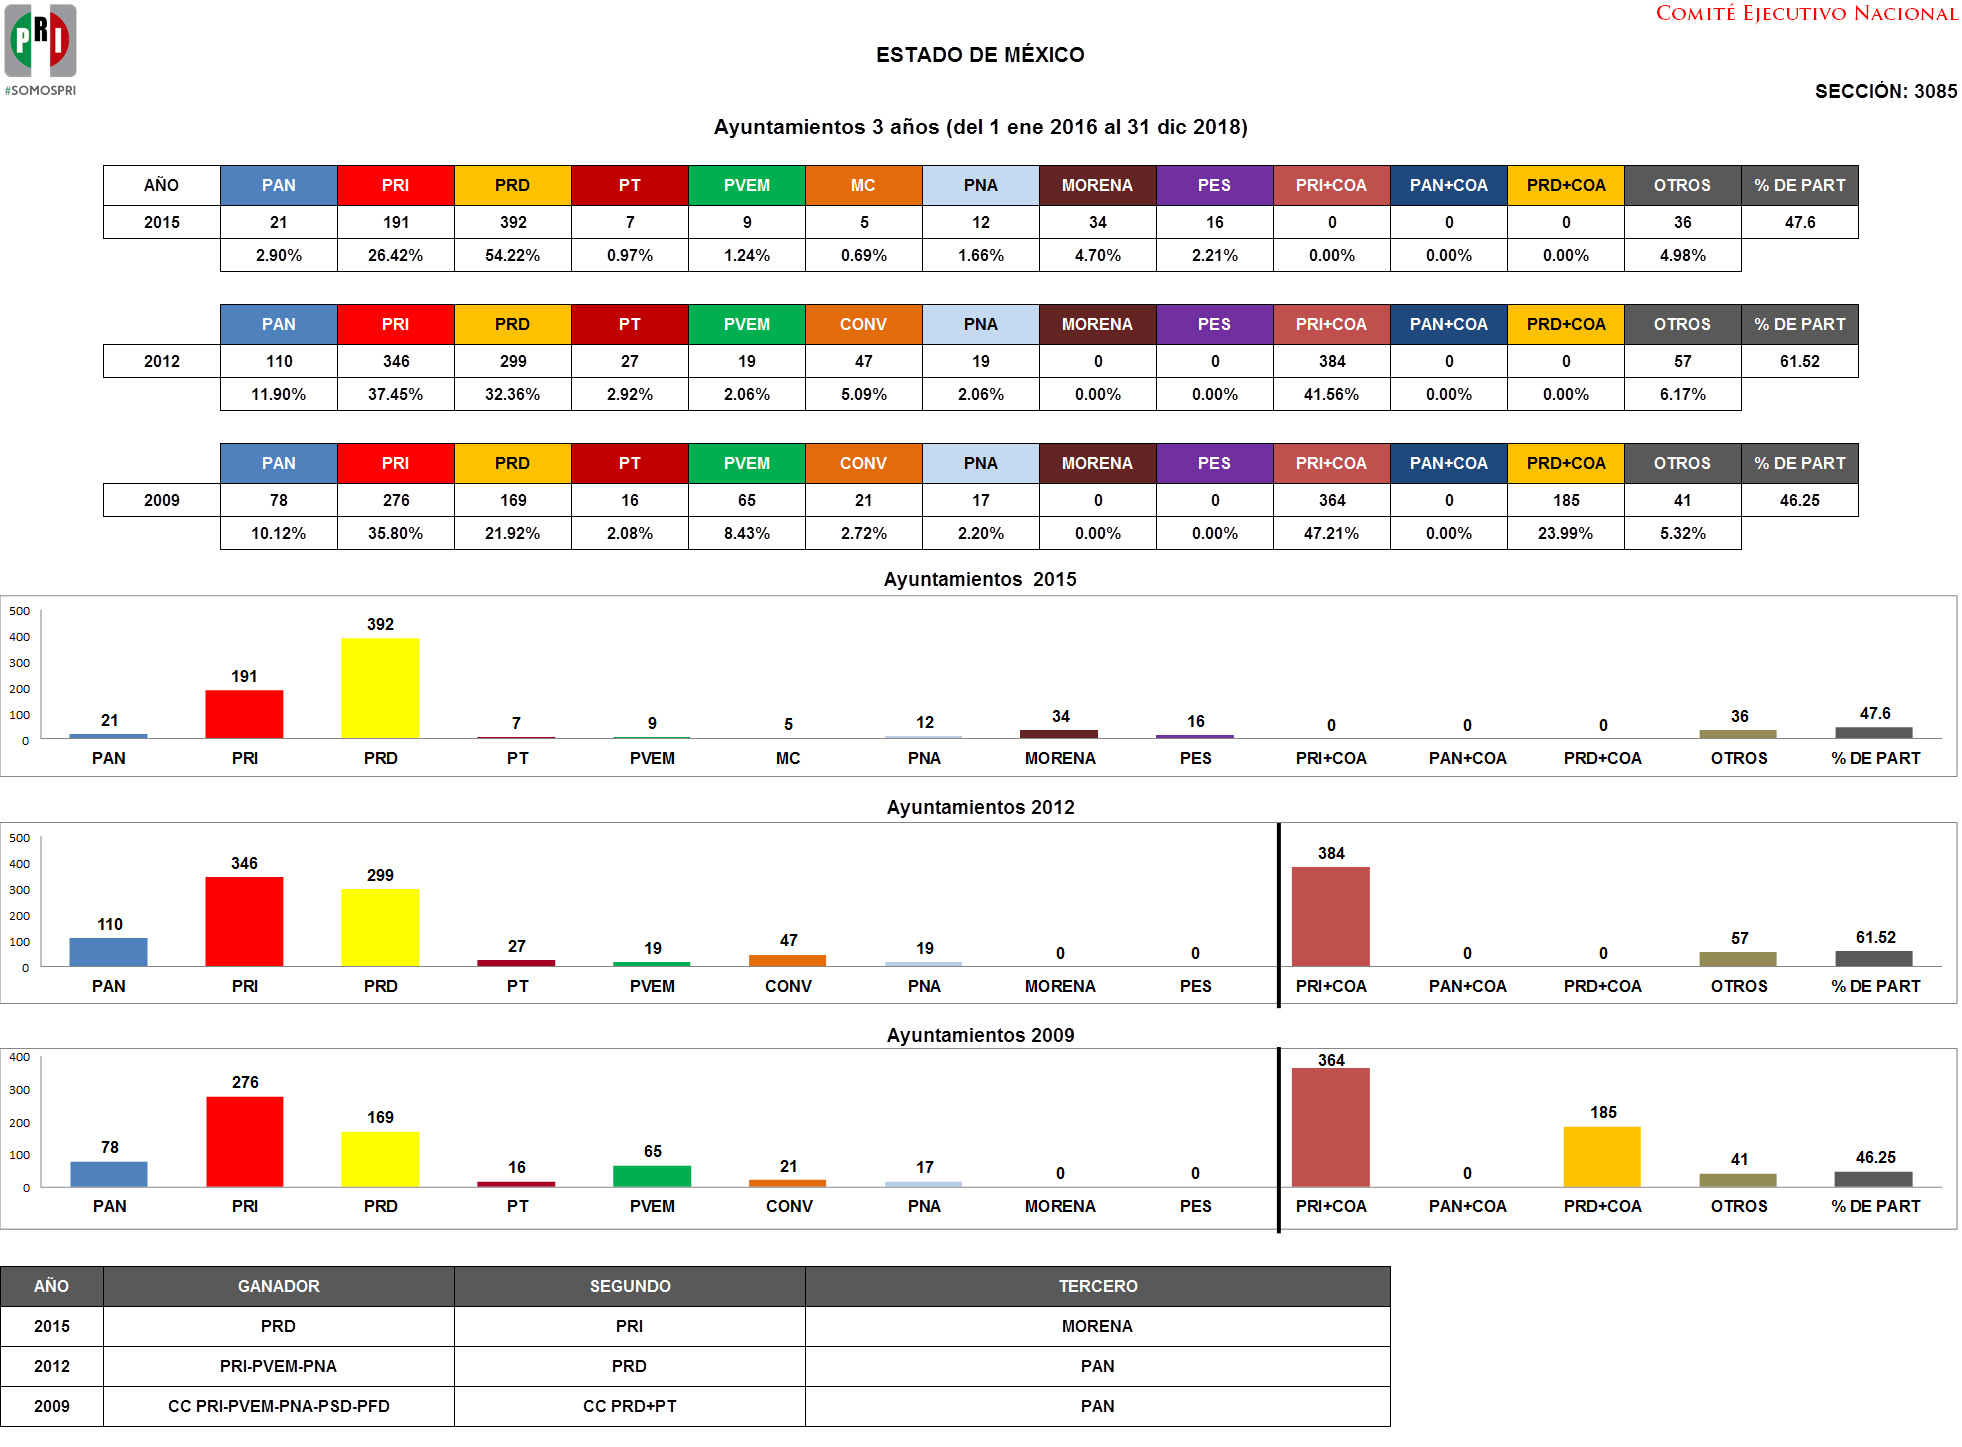 PRI
#SOMOSPRI
COMITÉ EJECUTIVO NACIONAL
ESTADO DE MÉXICO
SECCIÓN: 3085
Ayuntamientos 3 años (del 1 ene 2016 al 31 dic 2018)
AÑO PAN PRI PRD PT PVEM MC PNA MORENA PES PRI+COA PAN+COA PRD+COA OTROS % DE PART
2015 21 191 392 7 9 5 12 34 16 0 0 0 36 47.6
2.90% 26.42% 54.22% 0.97% 1.24% 0.69% 1.66% 4.70% 2.21% 0.00% 0.00% 0.00% 4.98%
PAN PRI PRD PT PVEM CONV PNA MORENA PES PRI+COA PAN+COA PRD+COA OTROS % DE PART
2012 110 346 299 27 19 47 19 0 0 384 0 0 57 61.52
11.90% 37.45% 32.36% 2.92% 2.06% 5.09% 2.06% 0.00% 0.00% 41.56% 0.00% 0.00% 6.17%
PAN PRI PRD PT PVEM CONV PNA MORENA PES PRI+COA PAN+COA PRD+COA OTROS % DE PART
2009 78 276 169 16 65 21 17 0 0 364 0 185 41 46.25
10.12% 35.80% 21.92% 2.08% 8.43% 2.72% 2.20% 0.00% 0.00% 47.21% 0.00% 23.99% 5.32%
Ayuntamientos 2015
500
400
300
200
100
0
21 191 392 7 9 5 12 34 16 0 0 0 36 47.6
PAN PRI PRD PT PVEM MC PNA MORENA PES PRI+COA PAN+COA PRD+COA OTROS % DE PART
Ayuntamientos 2012
500
400
300
200
100
0
110 346 299 27 19 47 19 0 0 384 0 0 57 61.52
PAN PRI PRD PT PVEM CONV PNA MORENA PES PRI+COA PAN+COA PRD+COA OTROS % DE PART
Ayuntamientos 2009
400
300
200
100
0
78 276 169 16 65 21 17 0 0 364 0 185 41 46.25
PAN PRI PRD PT PVEM CONV PNA MORENA PES PRI+COA PAN+COA PRD+COA OTROS % DE PART
AÑO GANADOR SEGUNDO TERCERO
2015 PRD PRI MORENA
2012 PRI-PVEM-PNA PRD PAN
2009 CC PRI-PVEM-PNA-PSD-PFD CC PRD+PT PAN